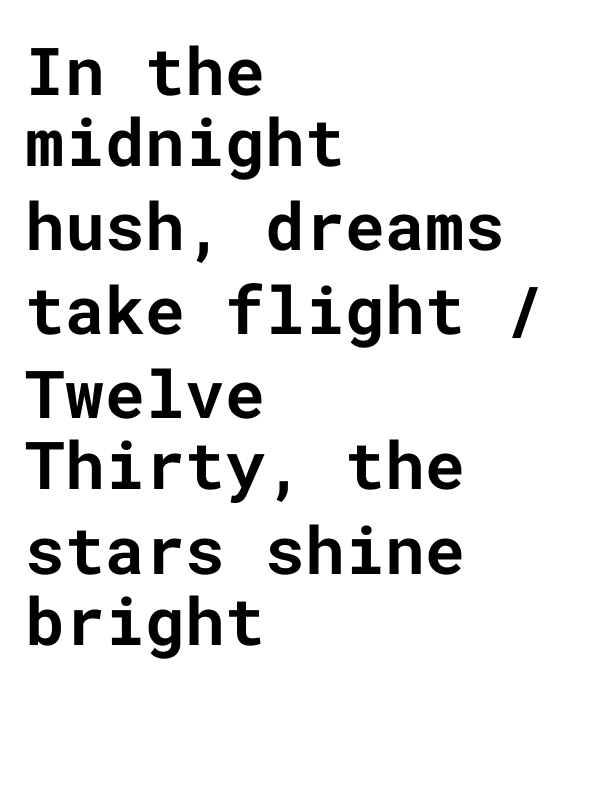 In the
midnight
hush, dreams
take flight /
Twelve
Thirty, the
stars shine
bright